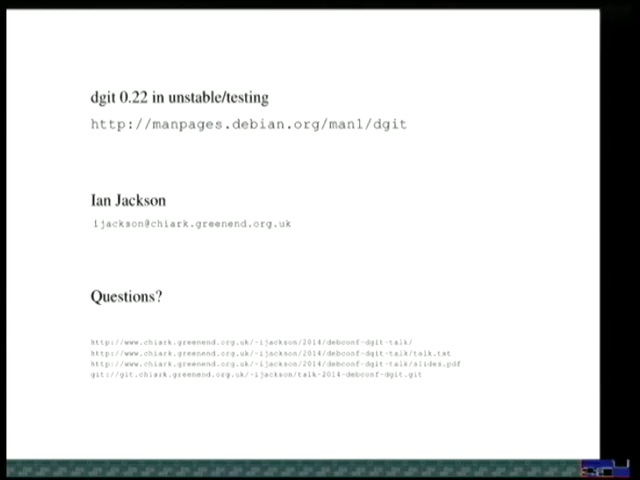 dgit 0.22 in unstable/testing
http://manpages.debian.org/man1/dgit
Ian Jackson
ijackson@chiark.greenend.org.uk
Questions?
http://www.chiark.greenend.org.uk/~ijackson/2014/debconf-dgit-talk/
http://www.chiark.greenend.org.uk/~ijackson/2014/debconf-dgit-talk/talk.txt
http://www.chiark.greenend.org.uk/~ijackson/2014/debconf-dgit-talk/slides.pdf
git://git.chiark.greenend.org.uk/~ijackson/talk-2014-debconf-dgit.git